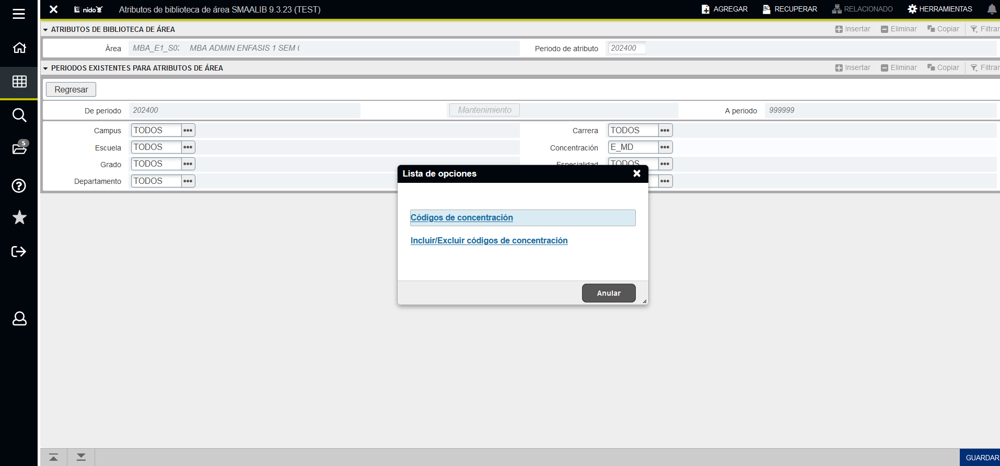 nido
Atributos de biblioteca de área SMAALIB 9.3.23 (TEST)
AGREGAR
RECUPERAR
RELACIONADO
HERRAMIENTAS
ATRIBUTOS DE BIBLIOTECA DE ÁREA
Insertar
Eliminar
Copiar
Filtrar
Área
MBA_E1_S03
MBA ADMIN ENFASIS 1 SEM
Periodo de atributo
202400
PERIODOS EXISTENTES PARA ATRIBUTOS DE ÁREA
Insertar
Eliminar
Copiar
Filtrar
Regresar
De periodo
202400
Mantenimiento
A periodo
999999
Campus
TODOS
Carrera
TODOS
5
Escuela
TODOS
Concentración
E_MD
Grado
TODOS
Especialidad
TODOS
Departamento
TODOS
Lista de opciones
Códigos de concentración
Incluir/Excluir códigos de concentración
Anular
GUARDAR